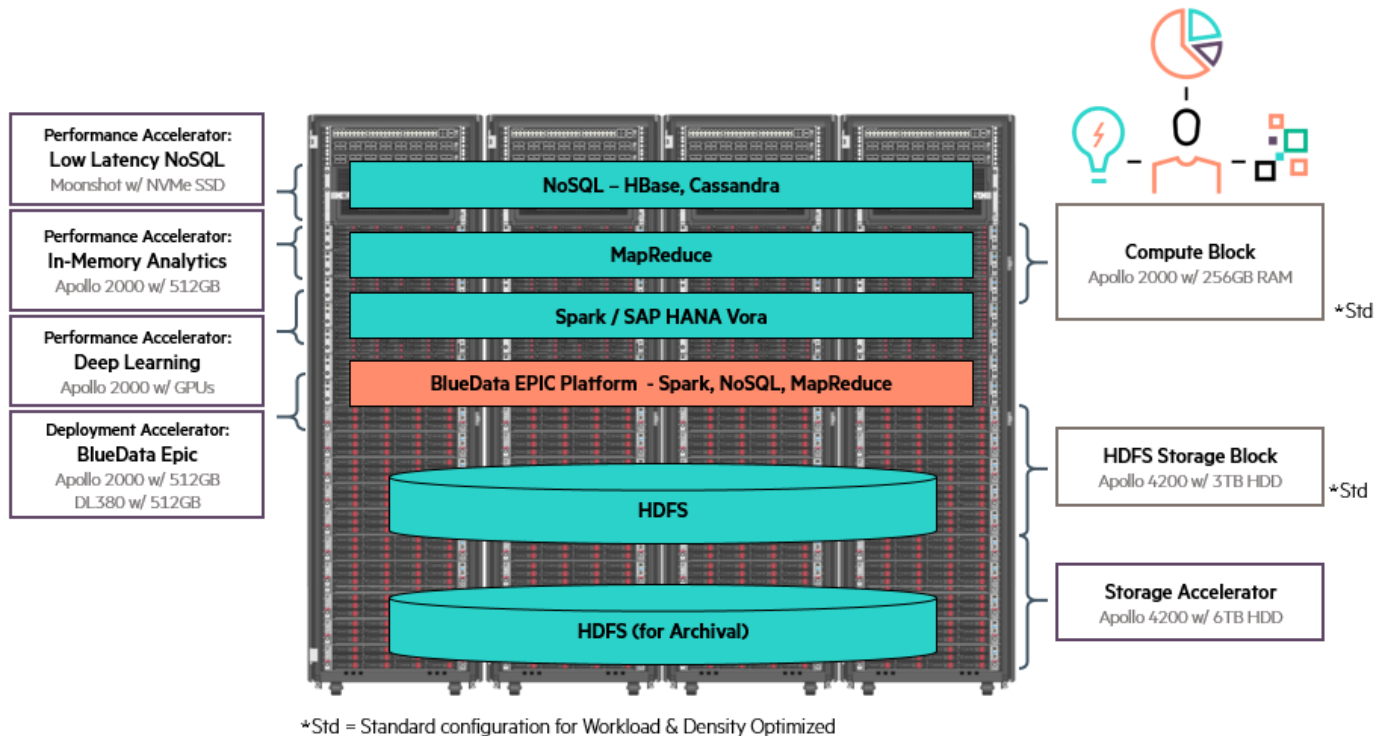 Performance Accelerator:
Low Latency NoSQL
Moonshot w/ NVMe SSD
Performance Accelerator:
In-Memory Analytics
Apollo 2000 w/ 512GB
Performance Accelerator:
Deep Learning
Apollo 2000 w/ GPUs
Deployment Accelerator:
BlueData Epic
Apollo 2000 w/ 512GB
DL380 w/ 512GB
NoSQL – HBase, Cassandra
MapReduce
Spark / SAP HANA Vora
BlueData EPIC Platform - Spark, NoSQL, MapReduce
HDFS
HDFS (for Archival)
Compute Block
Apollo 2000 w/ 256GB RAM
*Std
HDFS Storage Block
Apollo 4200 w/ 3TB HDD
*Std
Storage Accelerator
Apollo 4200 w/ 6TB HDD
*Std = Standard configuration for Workload & Density Optimized